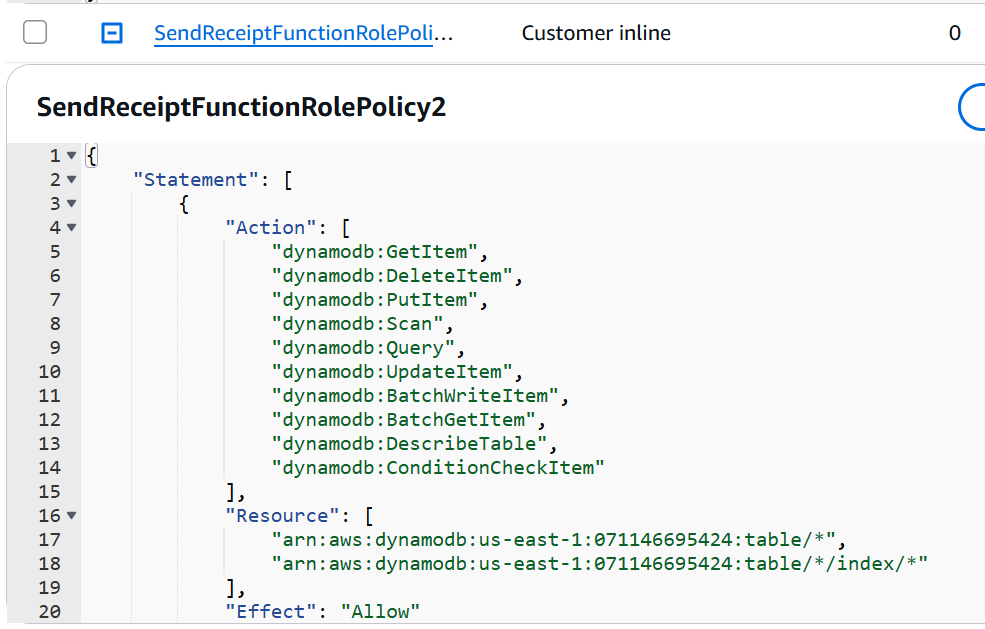 SendReceiptFunctionRolePoli... Customer inline 0
SendReceiptFunctionRolePolicy2
1 {
2 "Statement": [
3 {
4 "Action": [
5 "dynamodb:GetItem",
6 "dynamodb:DeleteItem",
7 "dynamodb:PutItem",
8 "dynamodb:Scan",
9 "dynamodb:Query",
10 "dynamodb:UpdateItem",
11 "dynamodb:BatchWriteItem",
12 "dynamodb:BatchGetItem",
13 "dynamodb:DescribeTable",
14 "dynamodb:ConditionCheckItem"
15 ],
16 "Resource": [
17 "arn:aws:dynamodb:us-east-1:071146695424:table/*",
18 "arn:aws:dynamodb:us-east-1:071146695424:table/*/index/*"
19 ],
20 "Effect": "Allow"